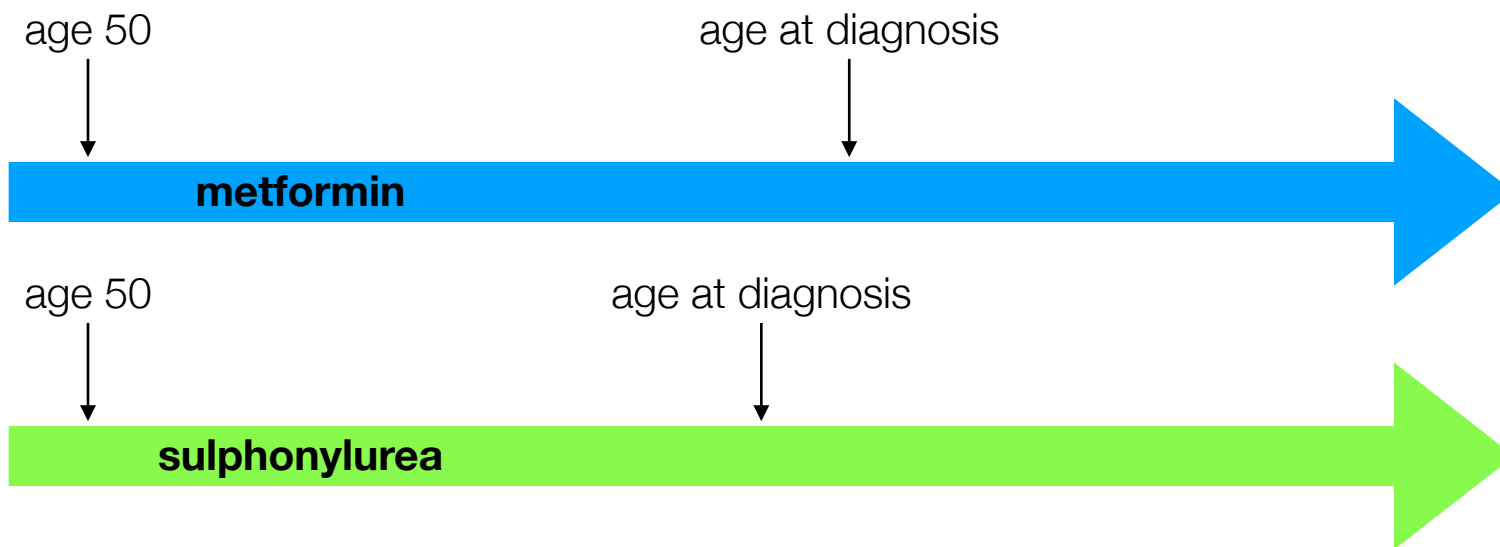 age 50 age at diagnosis
metformin
age 50 age at diagnosis
sulphonylurea